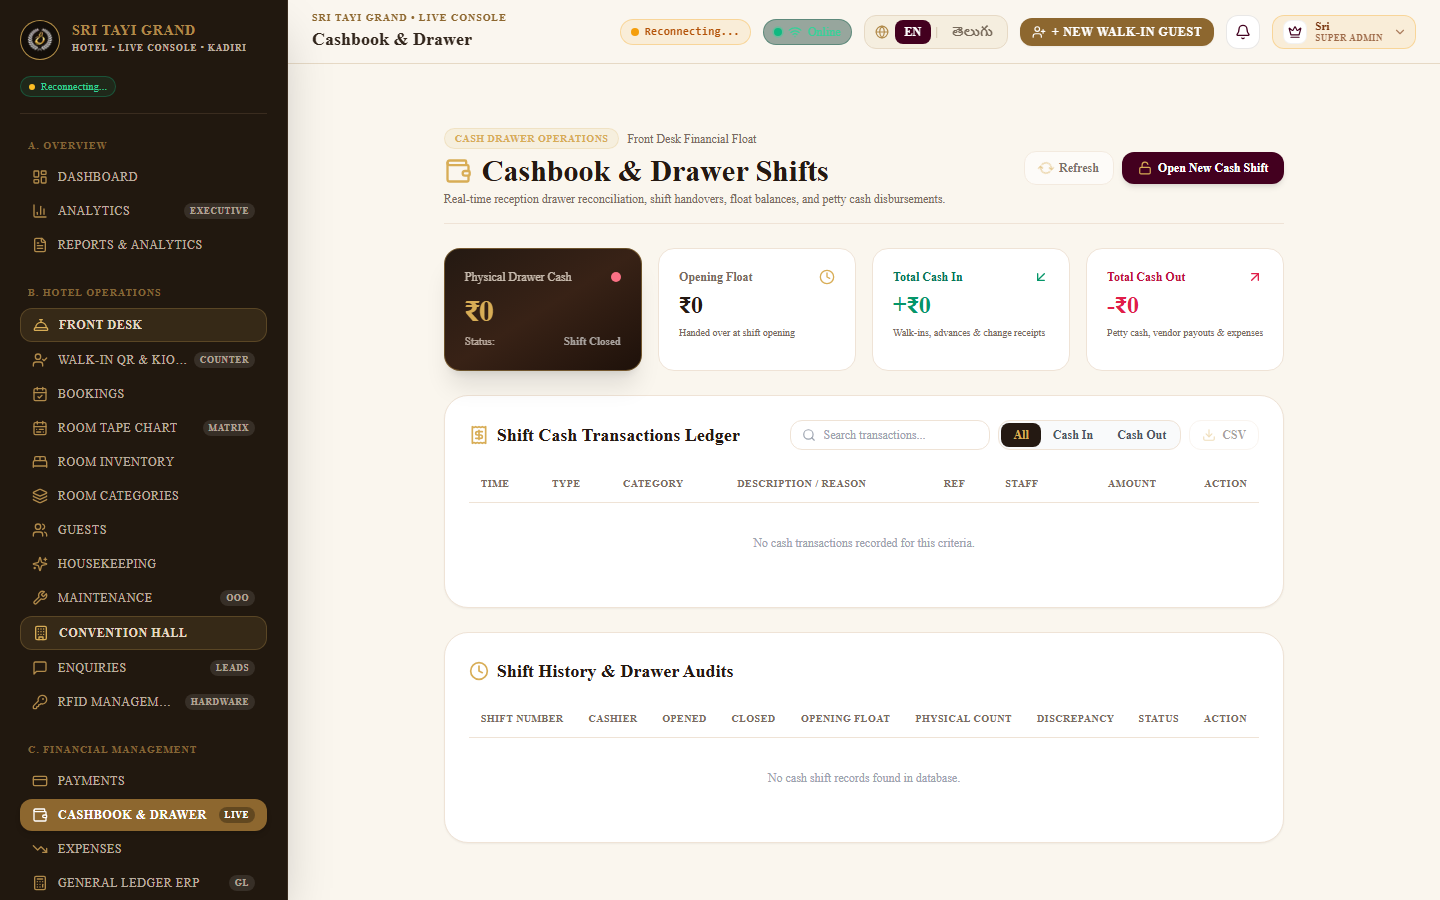 SRI TAYI GRAND
HOTEL • LIVE CONSOLE • KADIRI
Reconnecting...
A. OVERVIEW
DASHBOARD
ANALYTICS EXECUTIVE
REPORTS & ANALYTICS
B. HOTEL OPERATIONS
FRONT DESK
WALK-IN QR & KIO... COUNTER
BOOKINGS
ROOM TAPE CHART MATRIX
ROOM INVENTORY
ROOM CATEGORIES
GUESTS
HOUSEKEEPING
MAINTENANCE OOO
CONVENTION HALL
ENQUIRIES LEADS
RFID MANAGEM... HARDWARE
C. FINANCIAL MANAGEMENT
PAYMENTS
CASHBOOK & DRAWER LIVE
EXPENSES
GENERAL LEDGER ERP GL
SRI TAYI GRAND • LIVE CONSOLE
Cashbook & Drawer
Reconnecting...
EN తెలుగు
+ NEW WALK-IN GUEST
Sri
SUPER ADMIN
CASH DRAWER OPERATIONS Front Desk Financial Float
Cashbook & Drawer Shifts
Real-time reception drawer reconciliation, shift handovers, float balances, and petty cash disbursements.
Refresh
Open New Cash Shift
Physical Drawer Cash
₹0
Status: Shift Closed
Opening Float
₹0
Handed over at shift opening
Total Cash In
+₹0
Walk-ins, advances & change receipts
Total Cash Out
-₹0
Petty cash, vendor payouts & expenses
Shift Cash Transactions Ledger
Search transactions...
All Cash In Cash Out
CSV
TIME TYPE CATEGORY DESCRIPTION / REASON REF STAFF AMOUNT ACTION
No cash transactions recorded for this criteria.
Shift History & Drawer Audits
SHIFT NUMBER CASHIER OPENED CLOSED OPENING FLOAT PHYSICAL COUNT DISCREPANCY STATUS ACTION
No cash shift records found in database.